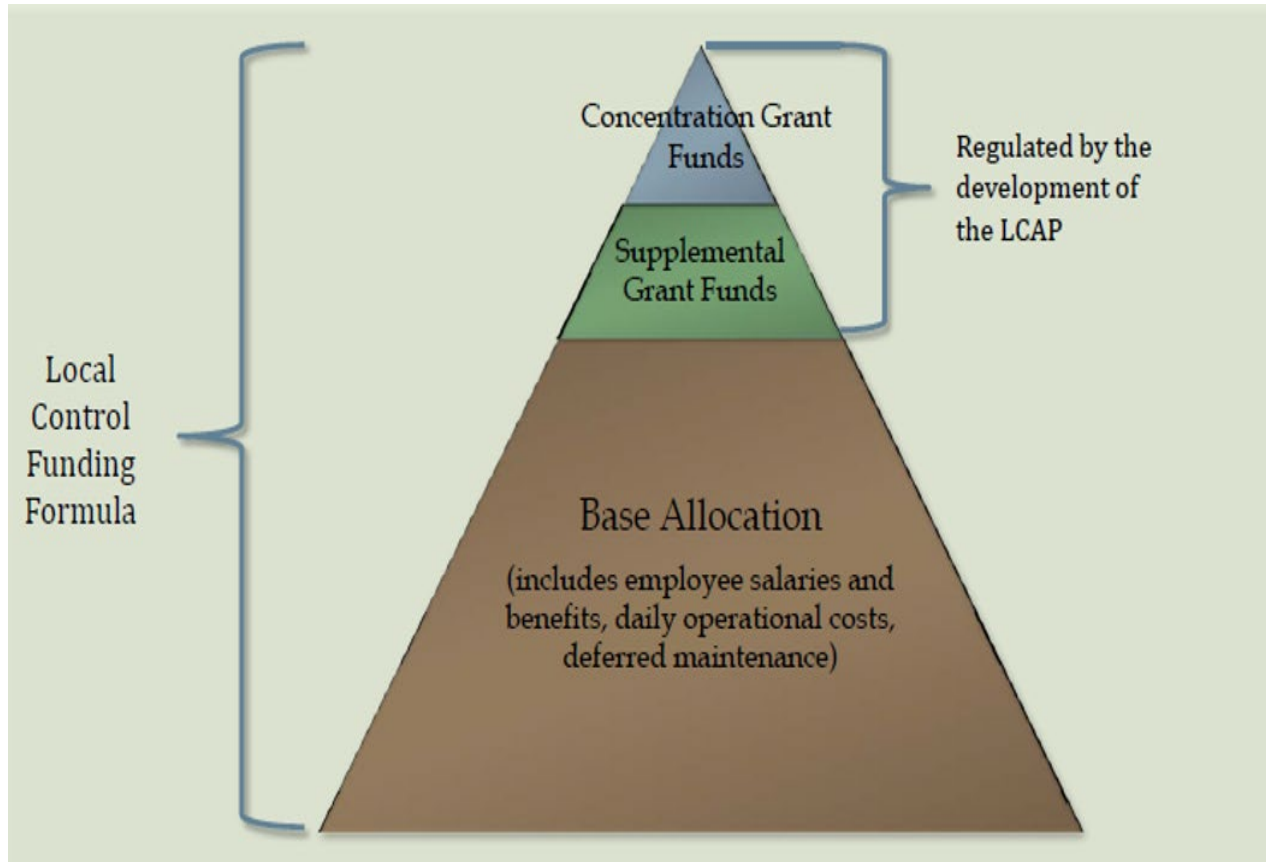 Concentration Grant
Funds
Regulated by the
development of
the LCAP
Supplemental
Grant Funds
Local
Control
Funding
Formula
Base Allocation
(includes employee salaries and
benefits, daily operational costs,
deferred maintenance)